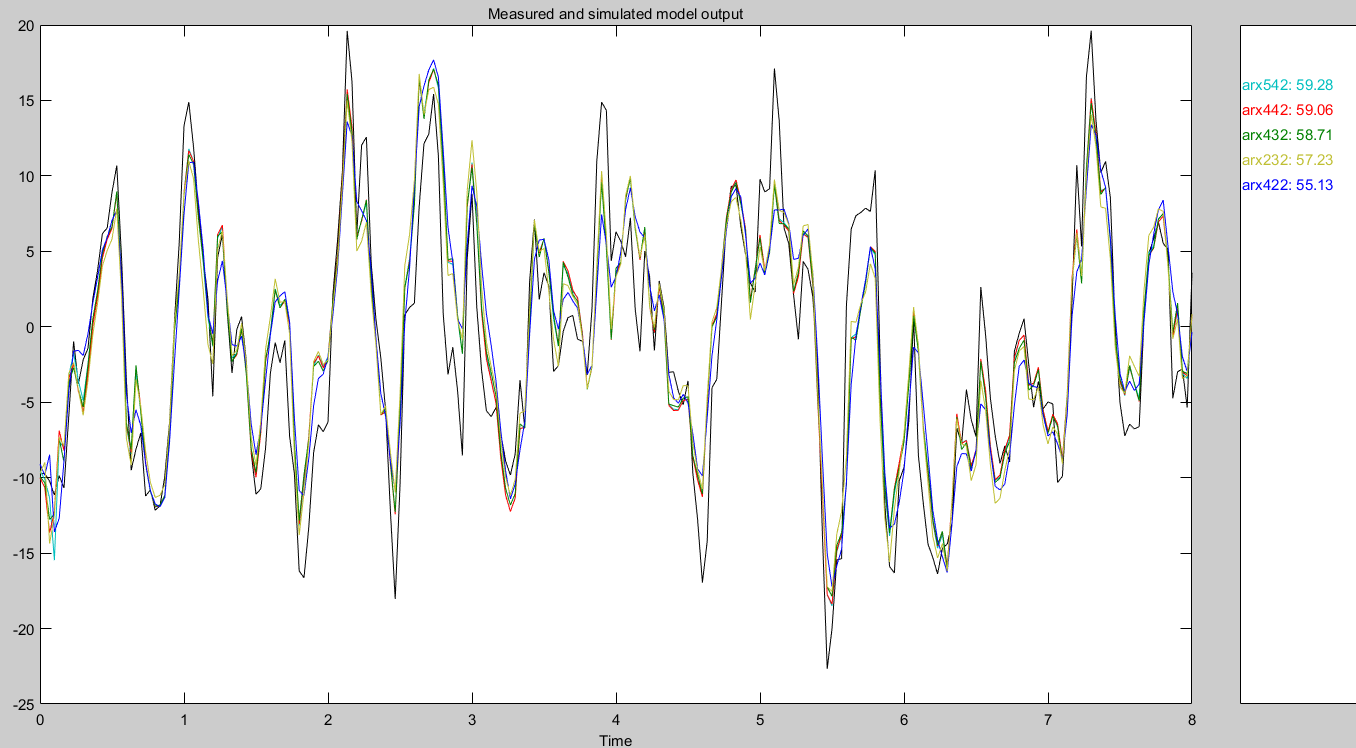 Measured and simulated model output
20
15
10
5
0
-5
-10
-15
-20
-25
0 1 2 3 4 5 6 7 8
Time
arx542: 59.28
arx442: 59.06
arx432: 58.71
arx232: 57.23
arx422: 55.13